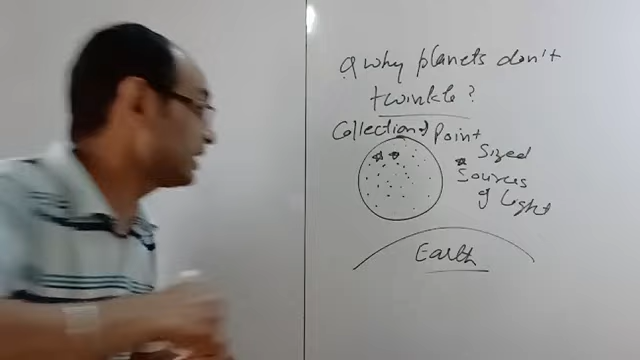 Q why planets don't
twinkle?
Collection of Point
Sized
Sources
of Light
Earth